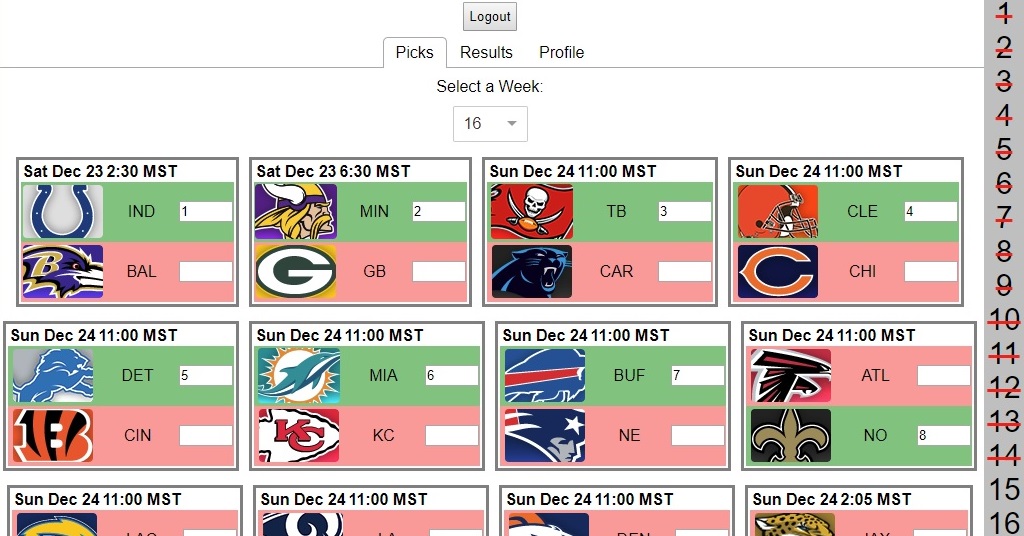 Logout
Picks Results Profile
Select a Week:
16
Sat Dec 23 2:30 MST
IND 1
BAL
Sat Dec 23 6:30 MST
MIN 2
GB
Sun Dec 24 11:00 MST
TB 3
CAR
Sun Dec 24 11:00 MST
CLE 4
CHI
Sun Dec 24 11:00 MST
DET 5
CIN
Sun Dec 24 11:00 MST
MIA 6
KC
Sun Dec 24 11:00 MST
BUF 7
NE
Sun Dec 24 11:00 MST
ATL
NO 8
Sun Dec 24 11:00 MST
Sun Dec 24 11:00 MST
Sun Dec 24 11:00 MST
Sun Dec 24 2:05 MST
1
2
3
4
5
6
7
8
9
10
11
12
13
14
15
16